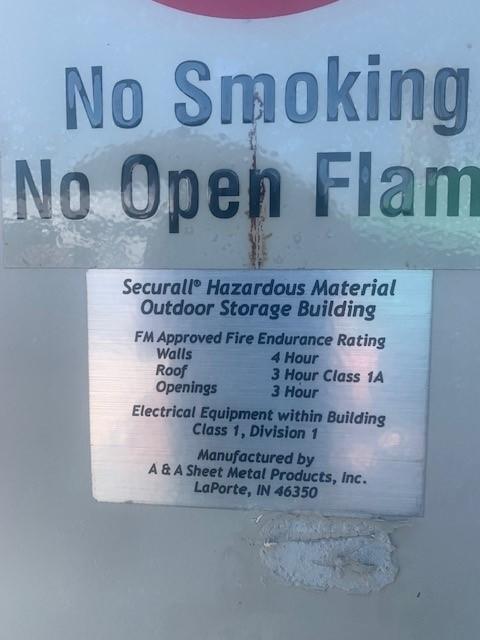 No Smoking
No Open Flam
Securall® Hazardous Material
Outdoor Storage Building
FM Approved Fire Endurance Rating
Walls 4 Hour
Roof 3 Hour Class 1A
Openings 3 Hour
Electrical Equipment within Building
Class 1, Division 1
Manufactured by
A & A Sheet Metal Products, Inc.
LaPorte, IN 46350